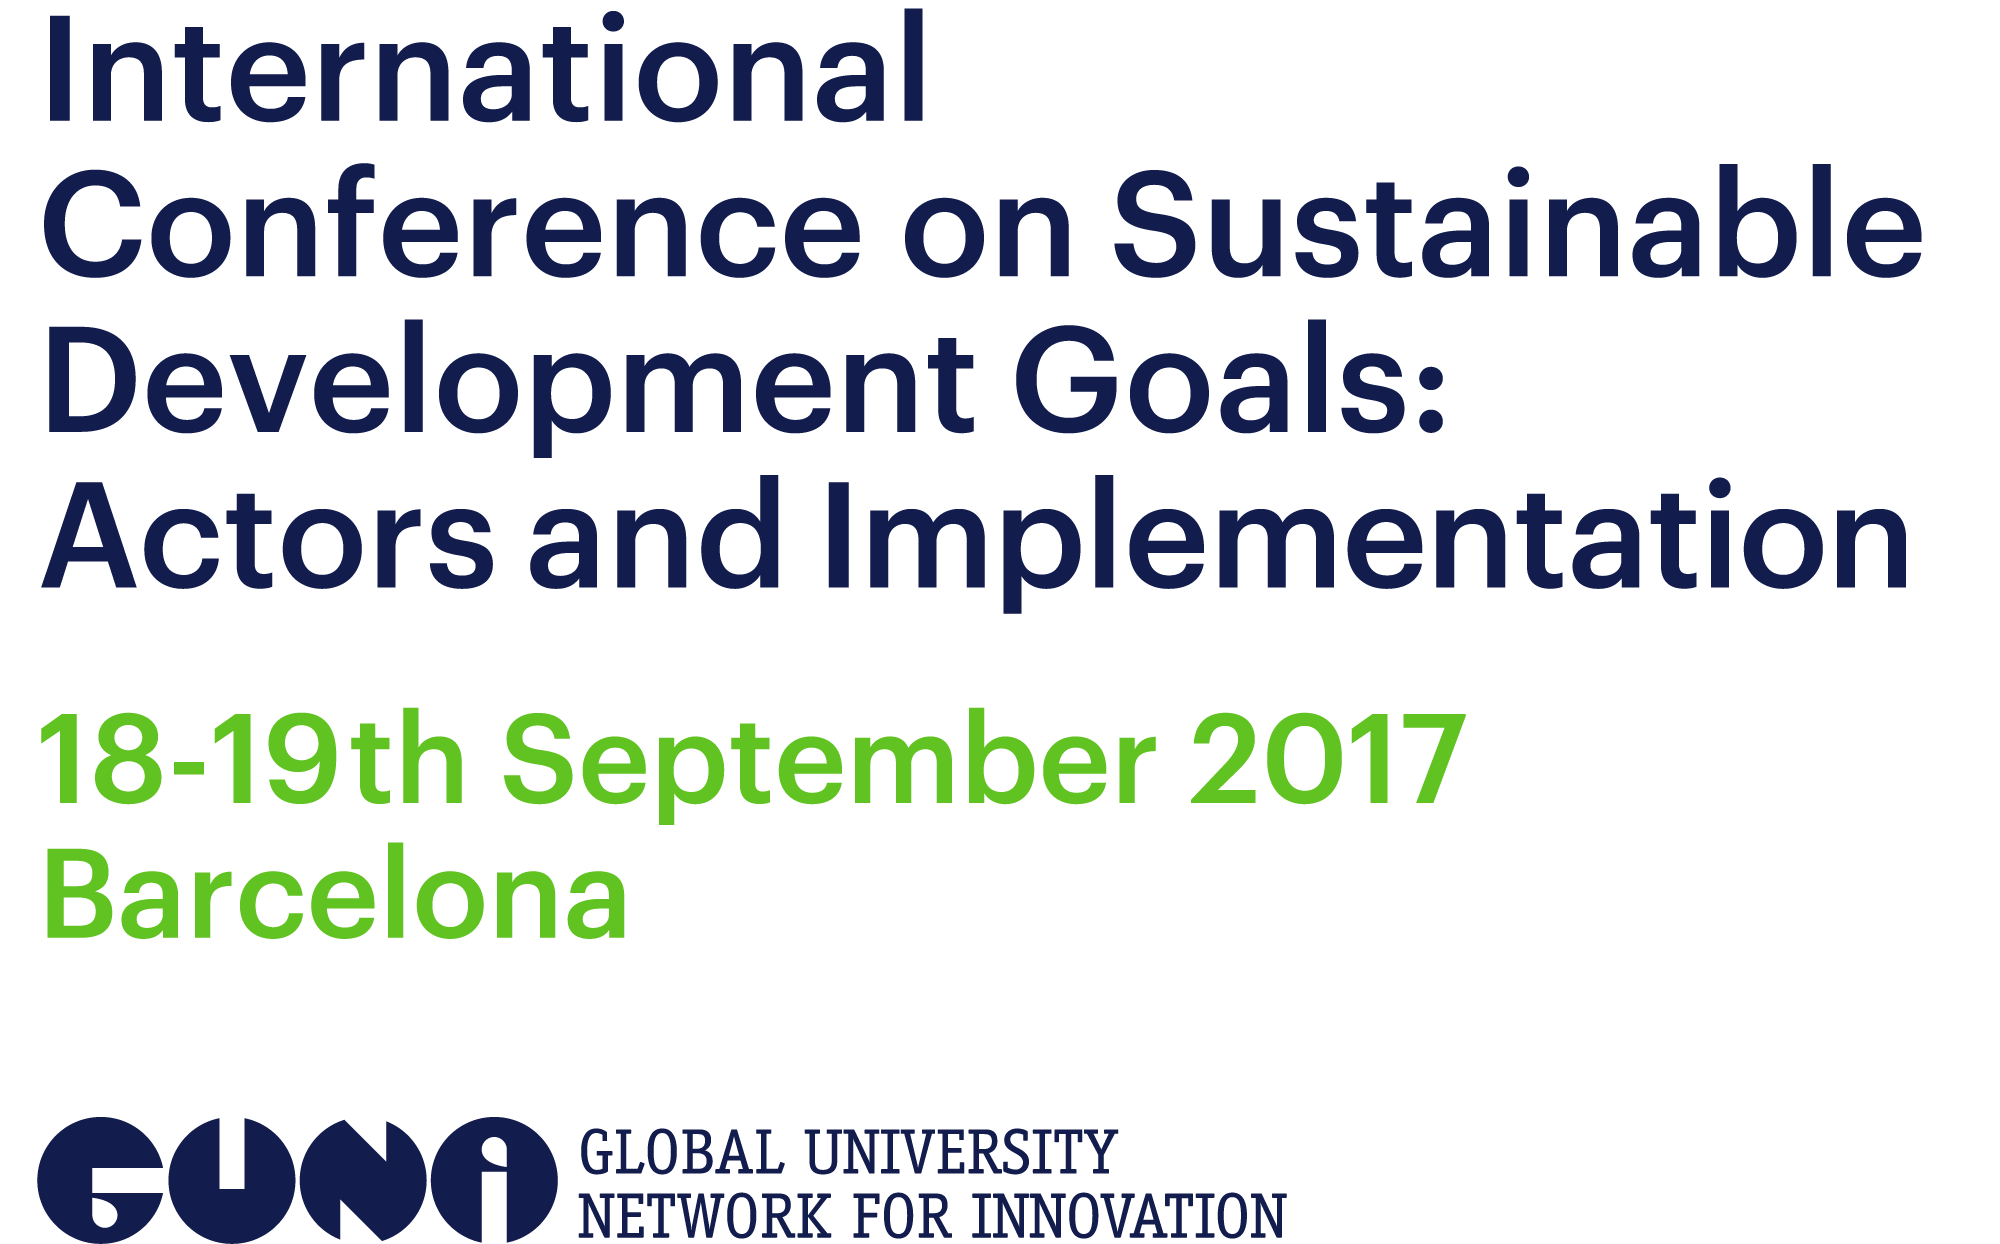 International
Conference on Sustainable
Development Goals:
Actors and Implementation
18-19th September 2017
Barcelona
GUNi
GLOBAL UNIVERSITY
NETWORK FOR INNOVATION